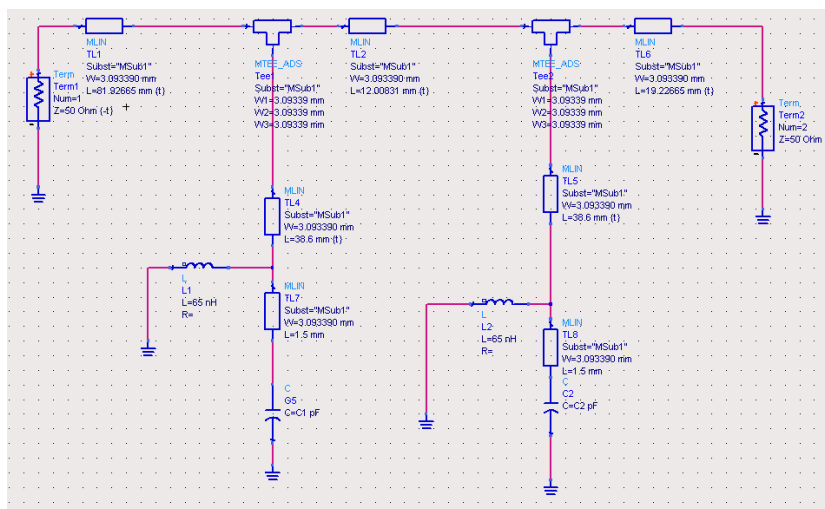 MLIN
TL1
Subst="MSub1"
W=3.093390 mm
L=81.92665 mm {t}
MTEE_ADS
Tee1
Subst="MSub1"
W1=3.09339 mm
W2=3.09339 mm
W3=3.09339 mm
MLIN
TL2
Subst="MSub1"
W=3.093390 mm
L=12.00831 mm {t}
MTEE_ADS
Tee2
Subst="MSub1"
W1=3.09339 mm
W2=3.09339 mm
W3=3.09339 mm
MLIN
TL6
Subst="MSub1"
W=3.093390 mm
L=19.22665 mm {t}
Term
Term1
Num=1
Z=50 Ohm {-t}
Term
Term2
Num=2
Z=50 Ohm
MLIN
TL4
Subst="MSub1"
W=3.093390 mm
L=38.6 mm {t}
MLIN
TL5
Subst="MSub1"
W=3.093390 mm
L=38.6 mm {t}
L
L1
L=65 nH
R=
MLIN
TL7
Subst="MSub1"
W=3.093390 mm
L=1.5 mm
L
L2
L=65 nH
R=
MLIN
TL8
Subst="MSub1"
W=3.093390 mm
L=1.5 mm
C
G5
C=C1 pF
C
C2
C=C2 pF